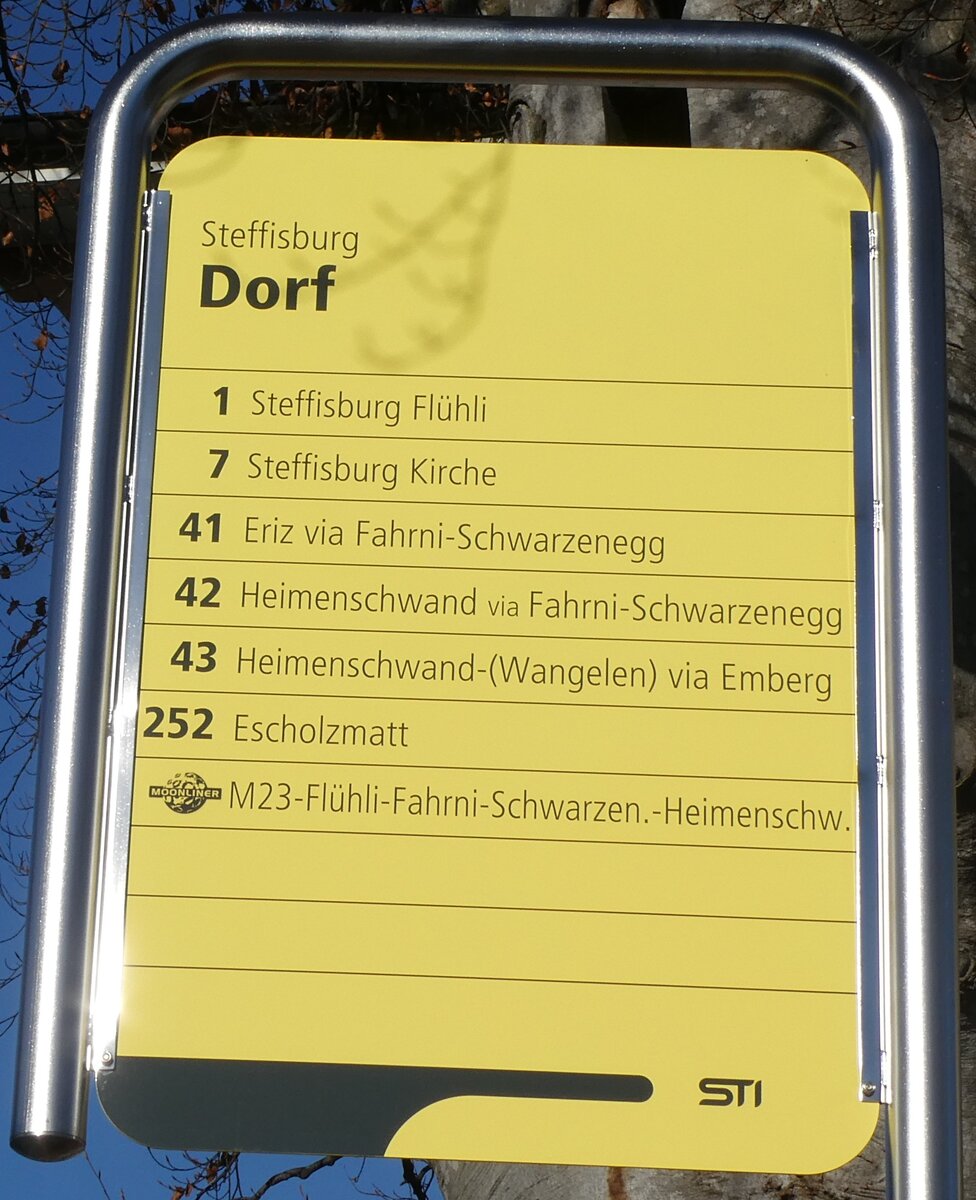 Steffisburg
Dorf
1 Steffisburg Flühli
7 Steffisburg Kirche
41 Eriz via Fahrni-Schwarzenegg
42 Heimenschwand via Fahrni-Schwarzenegg
43 Heimenschwand-(Wangelen) via Emberg
252 Escholzmatt
MOONLINER M23-Flühli-Fahrni-Schwarzen.-Heimenschw.
STI